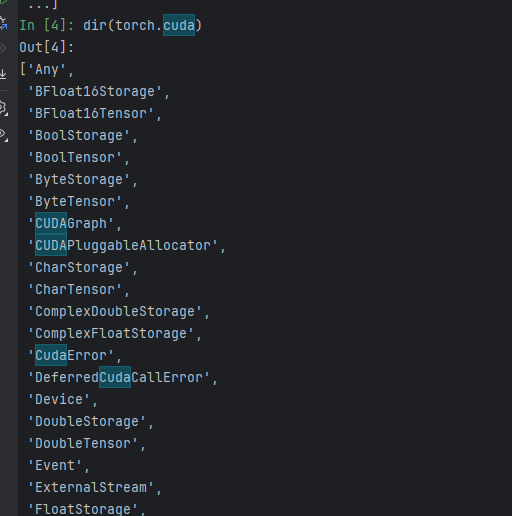 ...]
In [4]: dir(torch.cuda)
Out[4]:
['Any',
'BFloat16Storage',
'BFloat16Tensor',
'BoolStorage',
'BoolTensor',
'ByteStorage',
'ByteTensor',
'CUDAGraph',
'CUDAPluggableAllocator',
'CharStorage',
'CharTensor',
'ComplexDoubleStorage',
'ComplexFloatStorage',
'CudaError',
'DeferredCudaCallError',
'Device',
'DoubleStorage',
'DoubleTensor',
'Event',
'ExternalStream',
'FloatStorage',